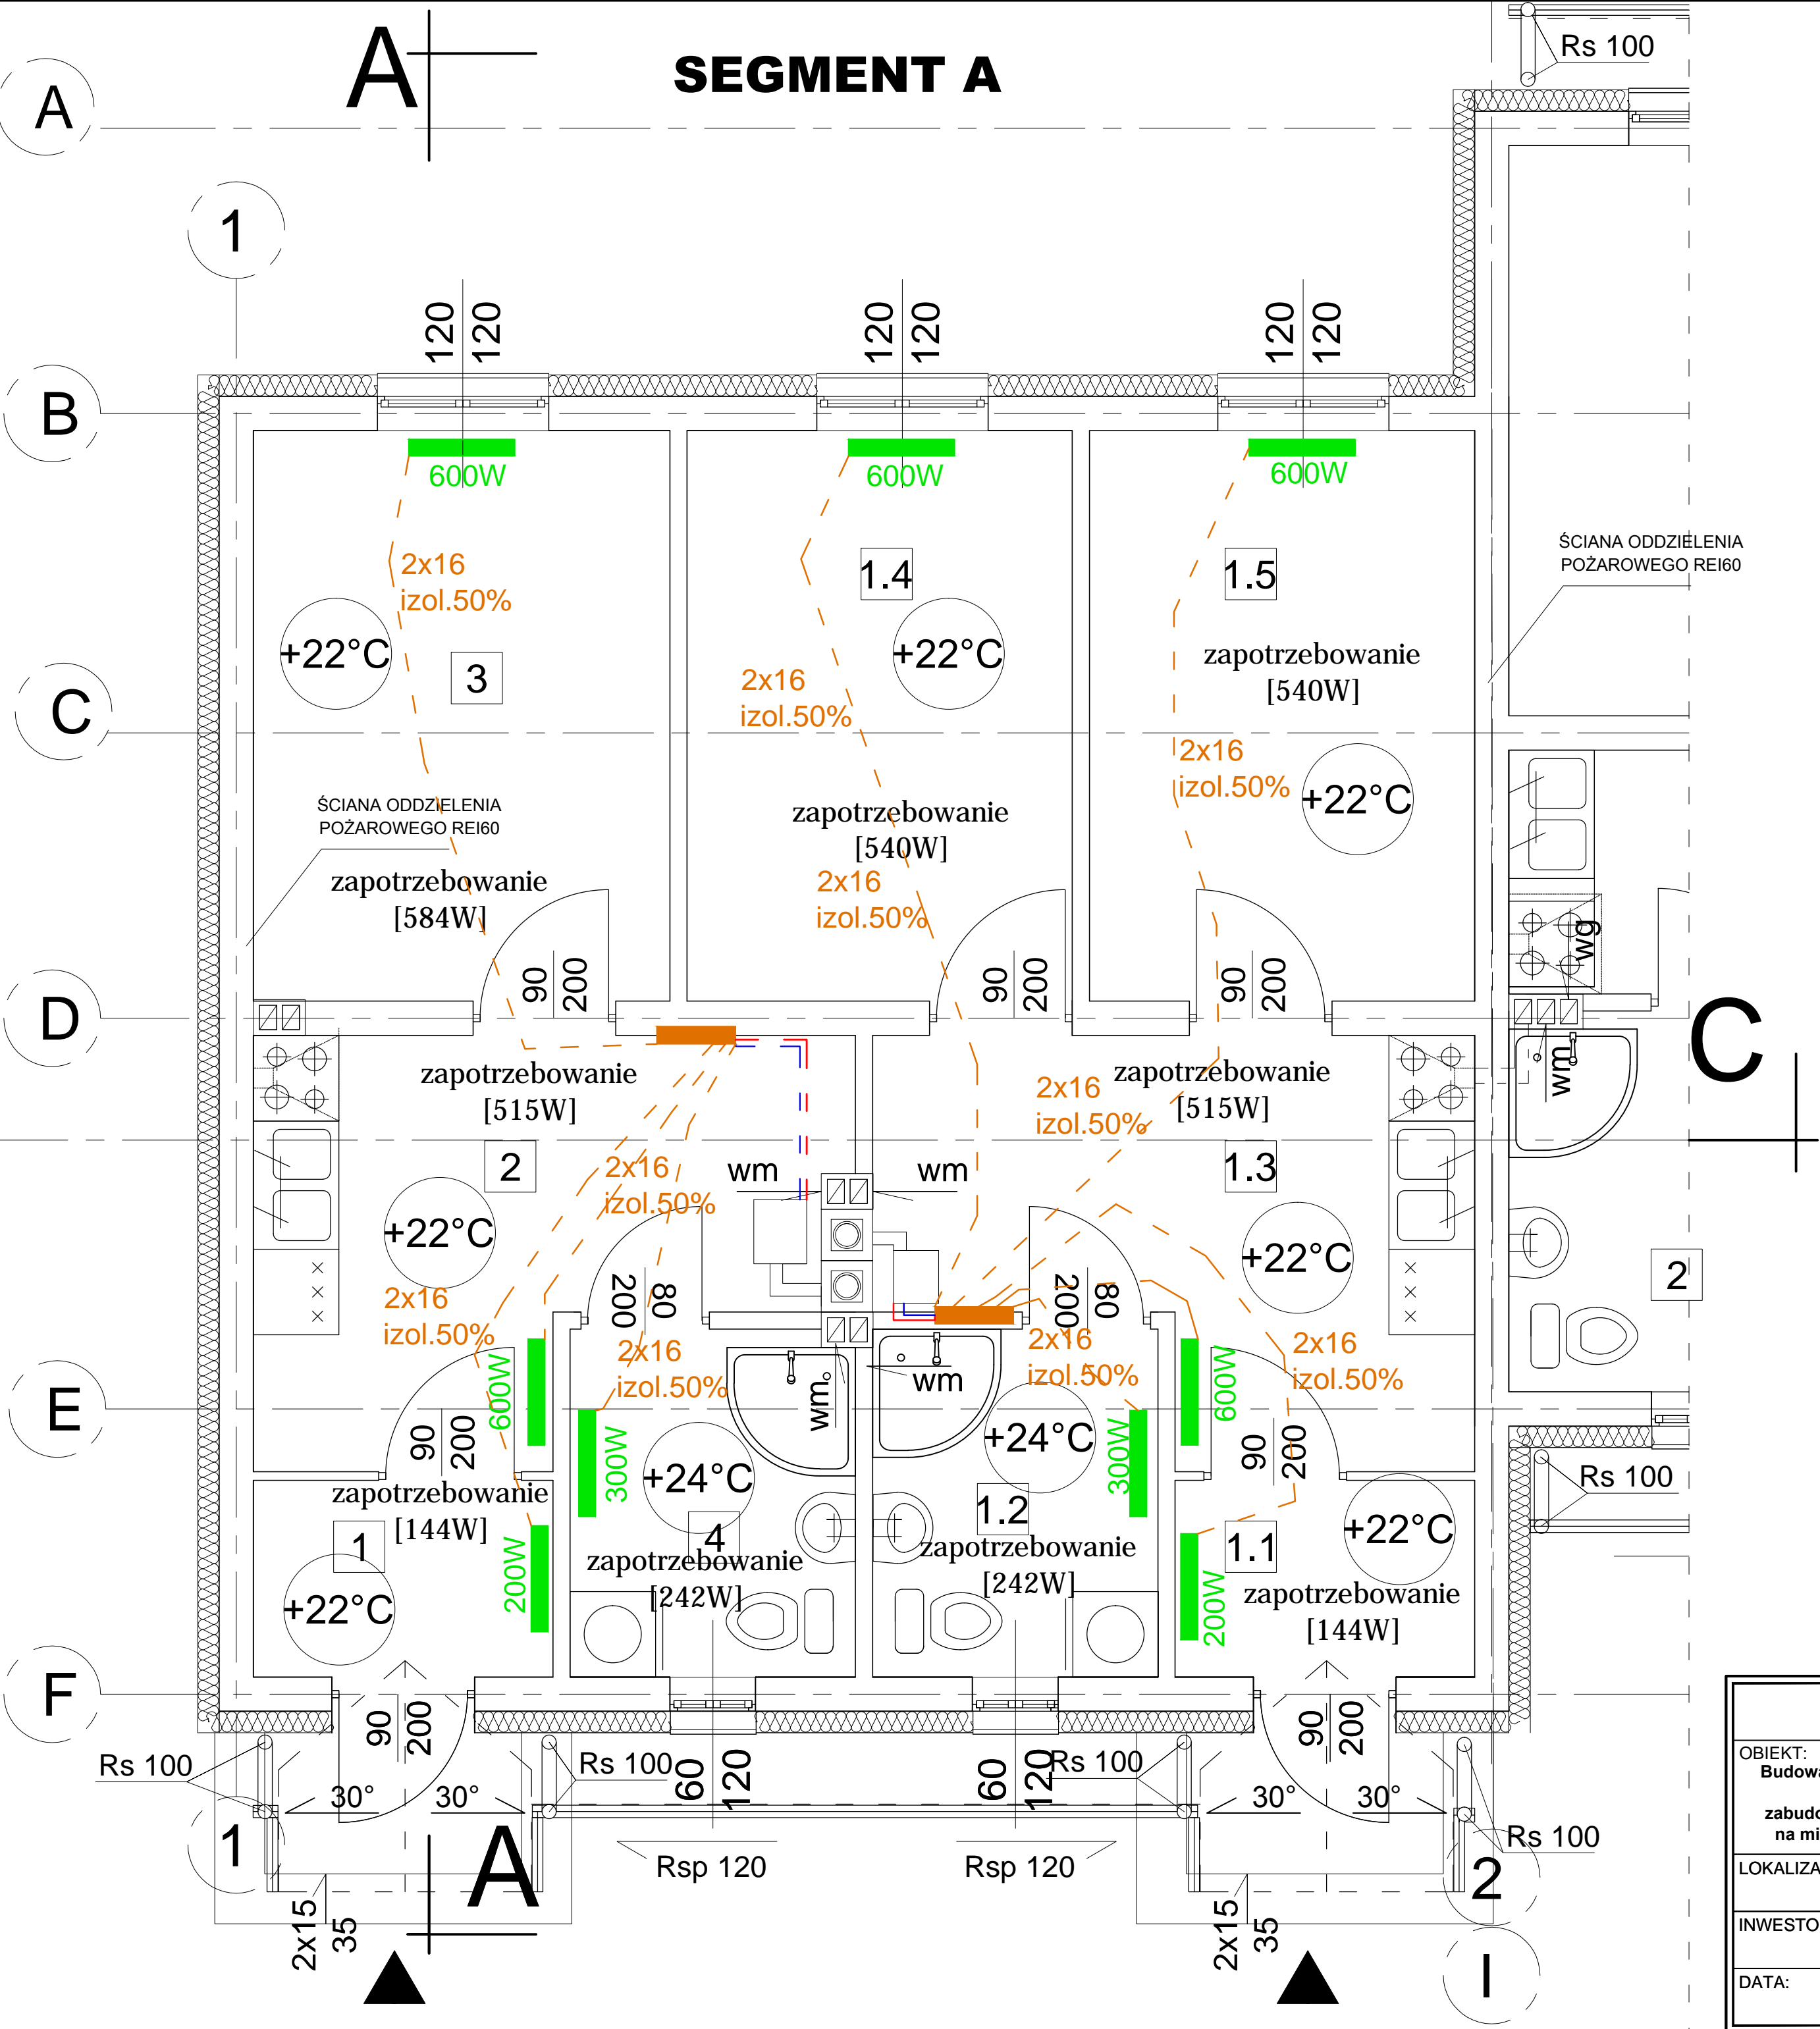 A
SEGMENT A
Rs 100
A
1
120
120
120
120
120
120
B
600W
600W
600W
ŚCIANA ODDZIELENIA
POŻAROWEGO REI60
2x16
izol.50%
1.4
1.5
+22°C
3
+22°C
zapotrzebowanie
[540W]
2x16
izol.50%
C
2x16
izol.50%
+22°C
ŚCIANA ODDZIELENIA
POŻAROWEGO REI60
zapotrzebowanie
[540W]
zapotrzebowanie
[584W]
2x16
izol.50%
wg
90
200
90
200
90
200
D
C
zapotrzebowanie
[515W]
2x16
izol.50%
zapotrzebowanie
[515W]
wm
2
2x16
izol.50%
wm
wm
1.3
+22°C
+22°C
2
80
200
80
200
2x16
izol.50%
2x16
izol.50%
2x16
izol.50%
2x16
izol.50%
600W
wm
wm
600W
E
90
200
300W
+24°C
+24°C
300W
90
200
Rs 100
zapotrzebowanie
[144W]
1
4
1.2
1.1
+22°C
200W
zapotrzebowanie
[242W]
zapotrzebowanie
[242W]
200W
zapotrzebowanie
[144W]
+22°C
F
90
200
90
200
Rs 100
Rs 100
60
120
60
120
Rs 100
30°
30°
30°
30°
1
Rsp 120
Rsp 120
Rs 100
A
2
2x15
35
2x15
35
I
OBIEKT:
LOKALIZA
INWESTO
DATA: